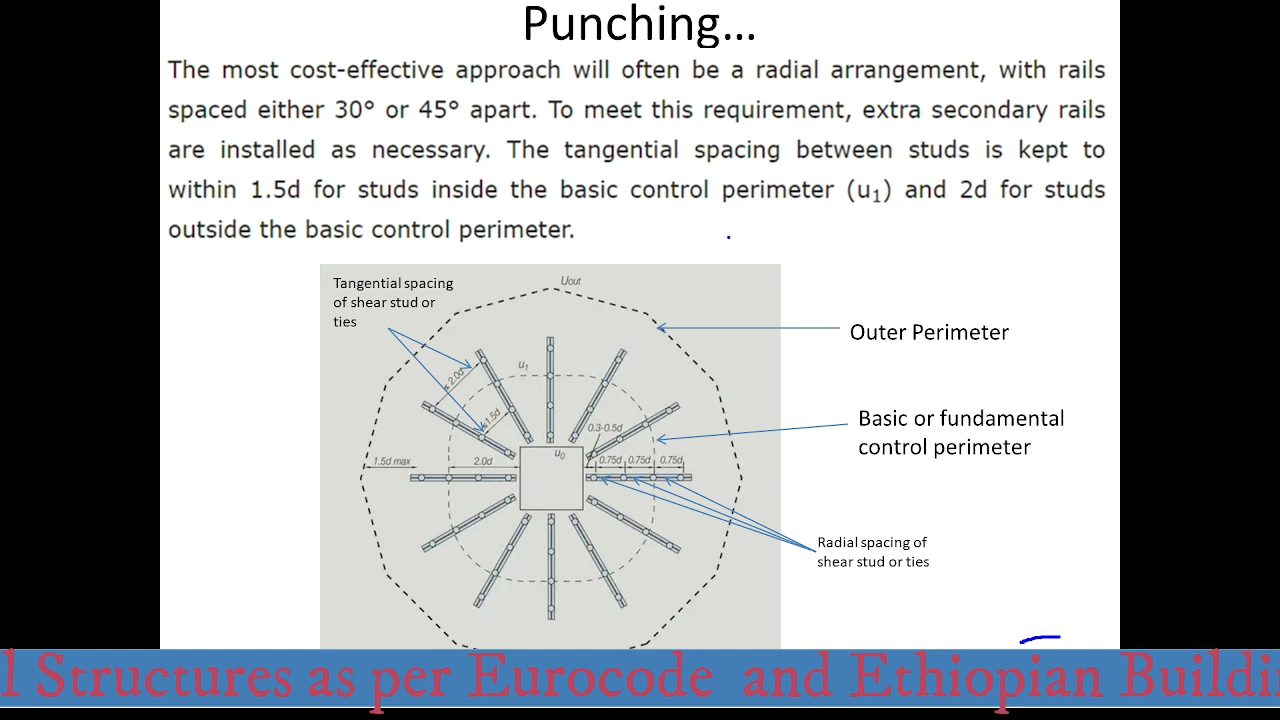 Punching...
The most cost-effective approach will often be a radial arrangement, with rails
spaced either 30° or 45° apart. To meet this requirement, extra secondary rails
are installed as necessary. The tangential spacing between studs is kept to
within 1.5d for studs inside the basic control perimeter (u1) and 2d for studs
outside the basic control perimeter.
Tangential spacing
of shear stud or
ties
Uout
Outer Perimeter
u1
≤ 2.0d
≤1.5d
Basic or fundamental
control perimeter
0.3-0.5d
u0
1.5d max
2.0d
0.75d
0.75d
0.75d
Radial spacing of
shear stud or ties
l Structures as per Eurocode and Ethiopian Buildi